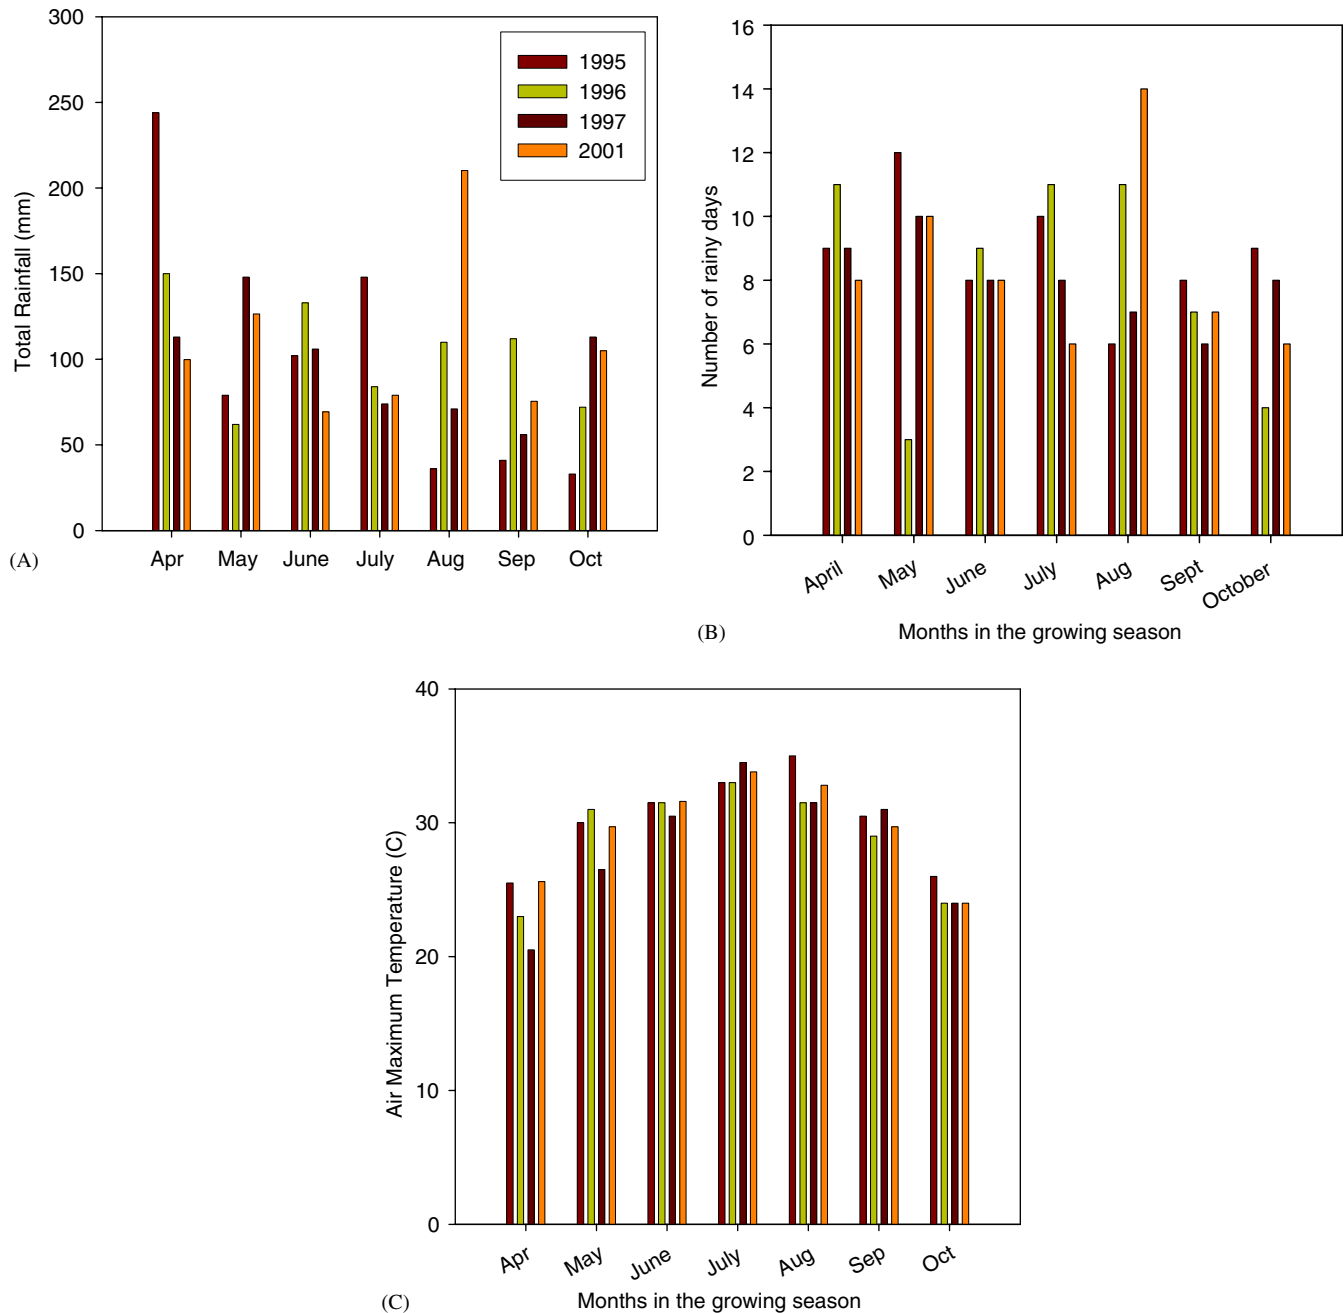 300
250
200
150
100
50
0
Total Rainfall (mm)
1995
1996
1997
2001
Apr May June July Aug Sep Oct
(A)
16
14
12
10
8
6
4
2
0
Number of rainy days
April May June July Aug Sept October
Months in the growing season
(B)
40
30
20
10
0
Air Maximum Temperature (C)
Apr May June July Aug Sep Oct
Months in the growing season
(C)